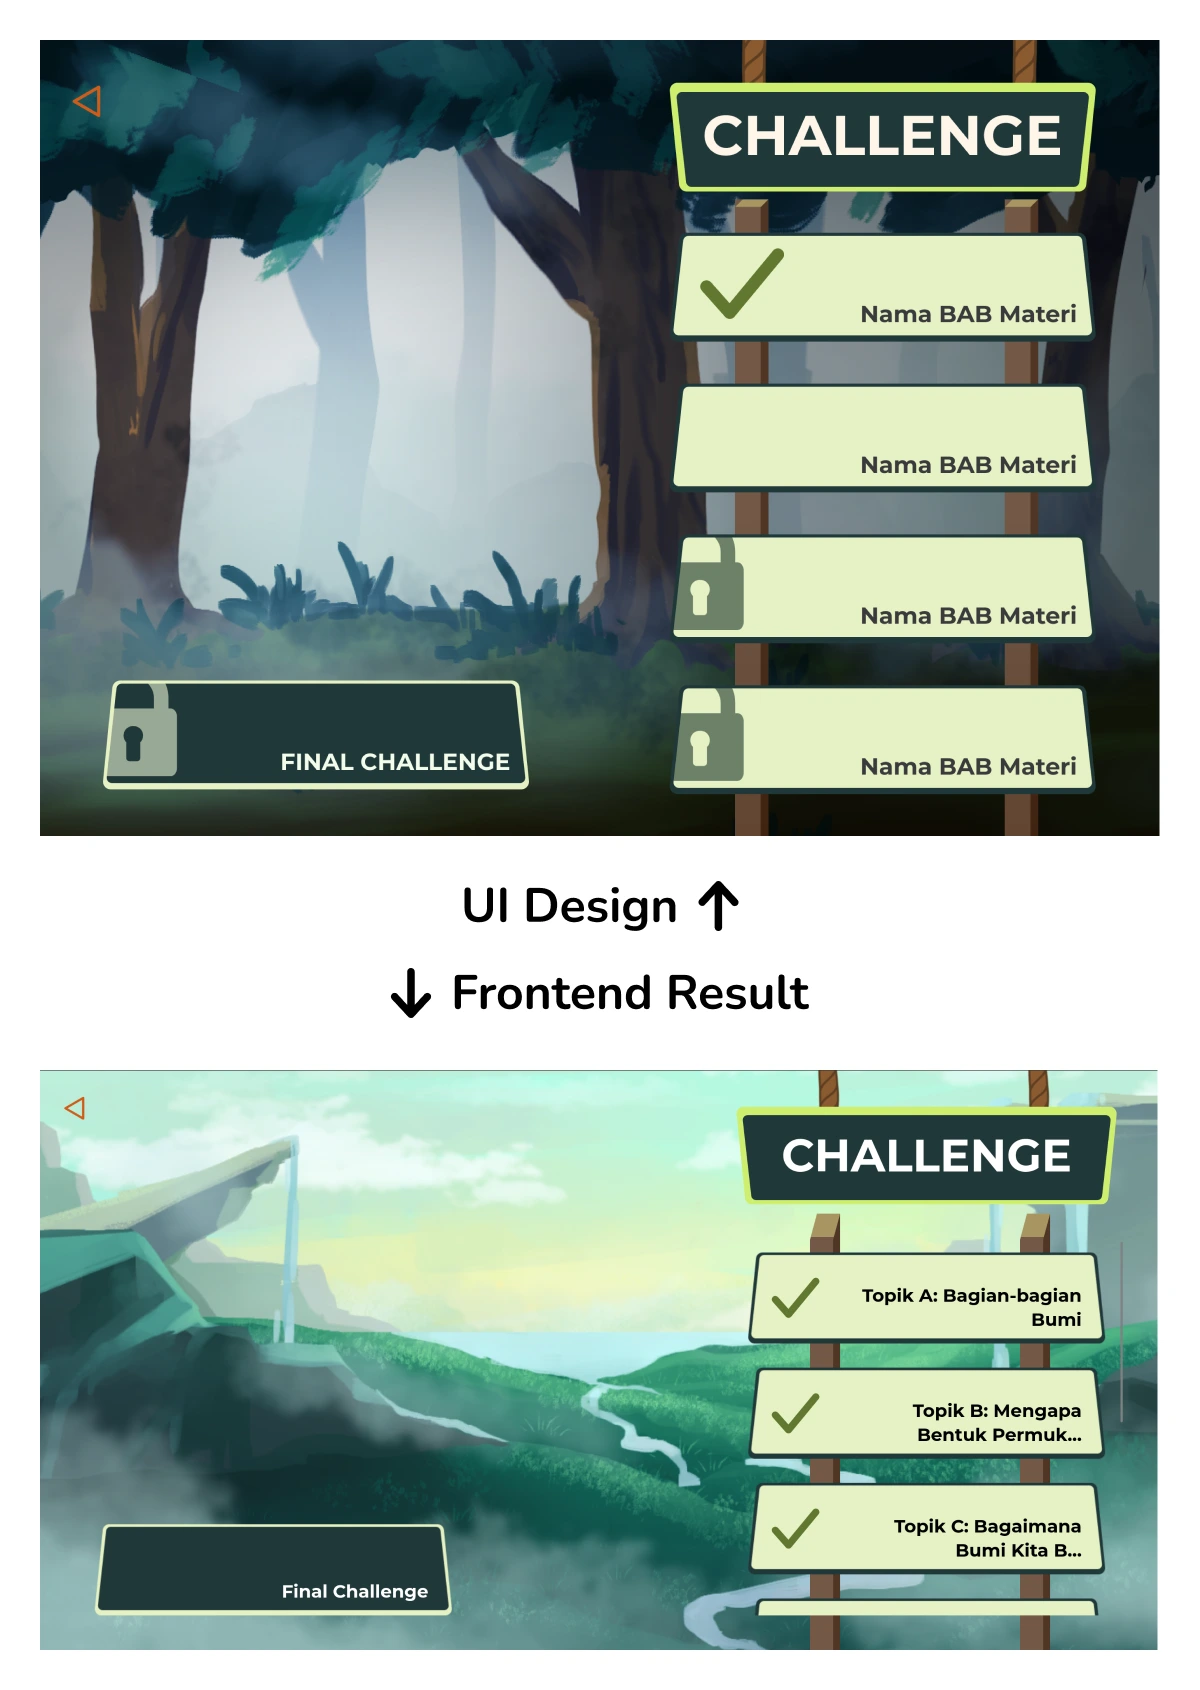 CHALLENGE
Nama BAB Materi
Nama BAB Materi
Nama BAB Materi
FINAL CHALLENGE
Nama BAB Materi
UI Design ↑
↓ Frontend Result
CHALLENGE
Topik A: Bagian-bagian
Bumi
Topik B: Mengapa
Bentuk Permuk...
Topik C: Bagaimana
Bumi Kita B...
Final Challenge